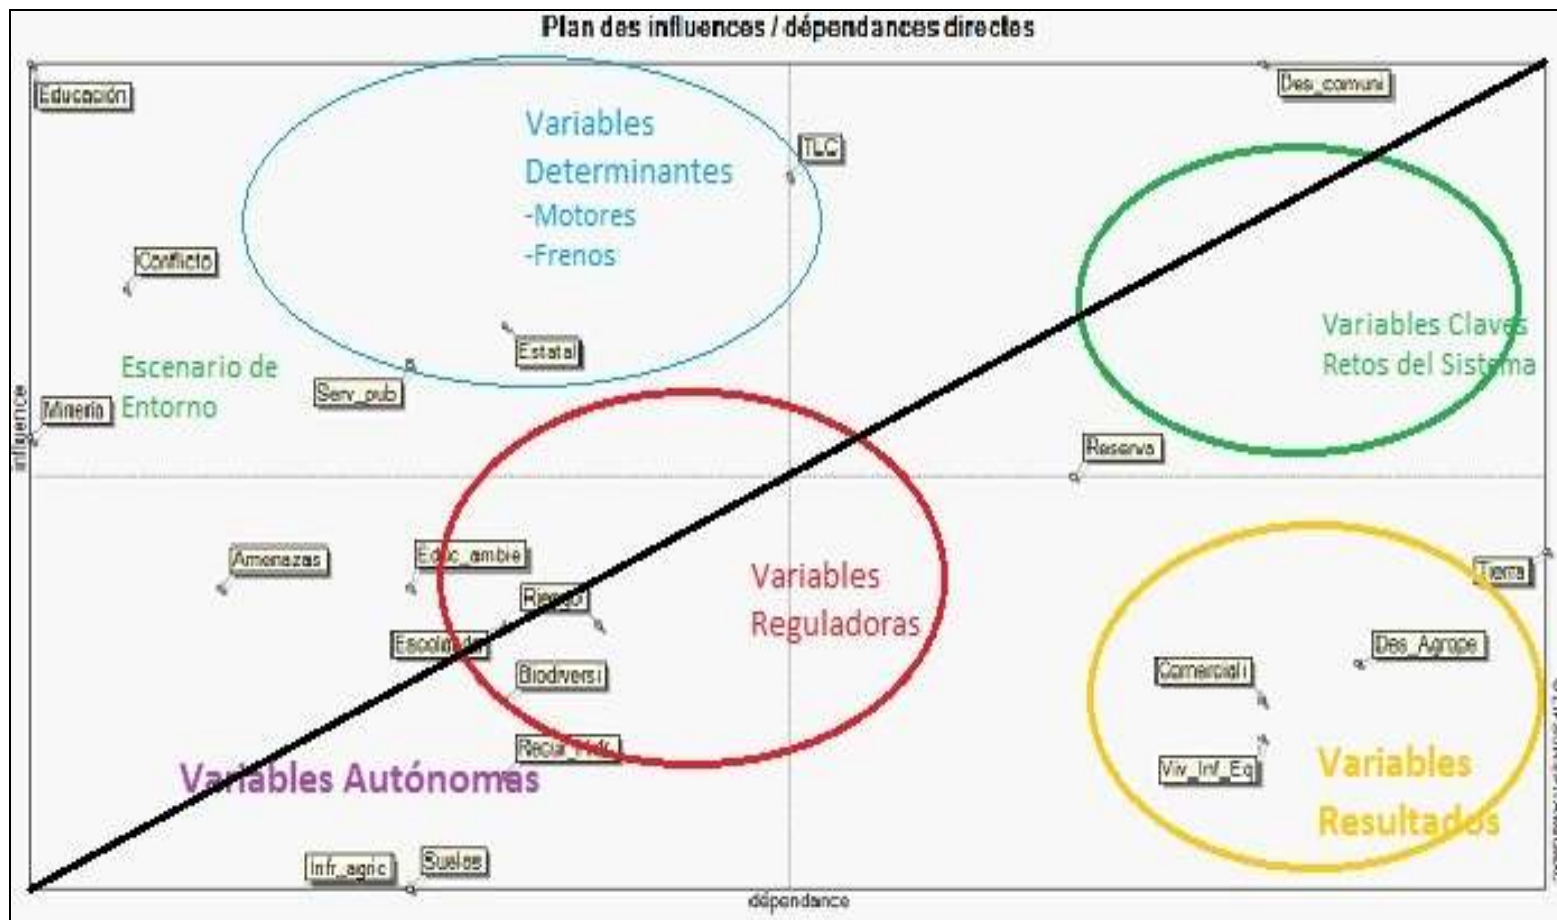 Plan des influences / dépendances directes
Educación
Des_comuni
Variables
Determinantes
-Motores
-Frenos
TLC
Conflicto
Variables Claves
Retos del Sistema
Estatal
Escenario de
Entorno
Serv_pub
Minería
influence
Reserva
Amenazas
Educ_ambie
Variables
Reguladoras
Tierra
Riesgo
Biodiversi
Des_Agrope
Comerciali
Variables Autónomas
Viv_Inf_Eq
Variables
Resultados
Infr_agric
Suelos
dépendance